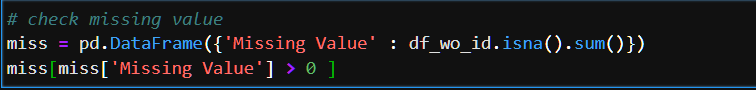 # check missing value
miss = pd.DataFrame({'Missing Value' : df_wo_id.isna().sum()})
miss[miss['Missing Value'] > 0 ]